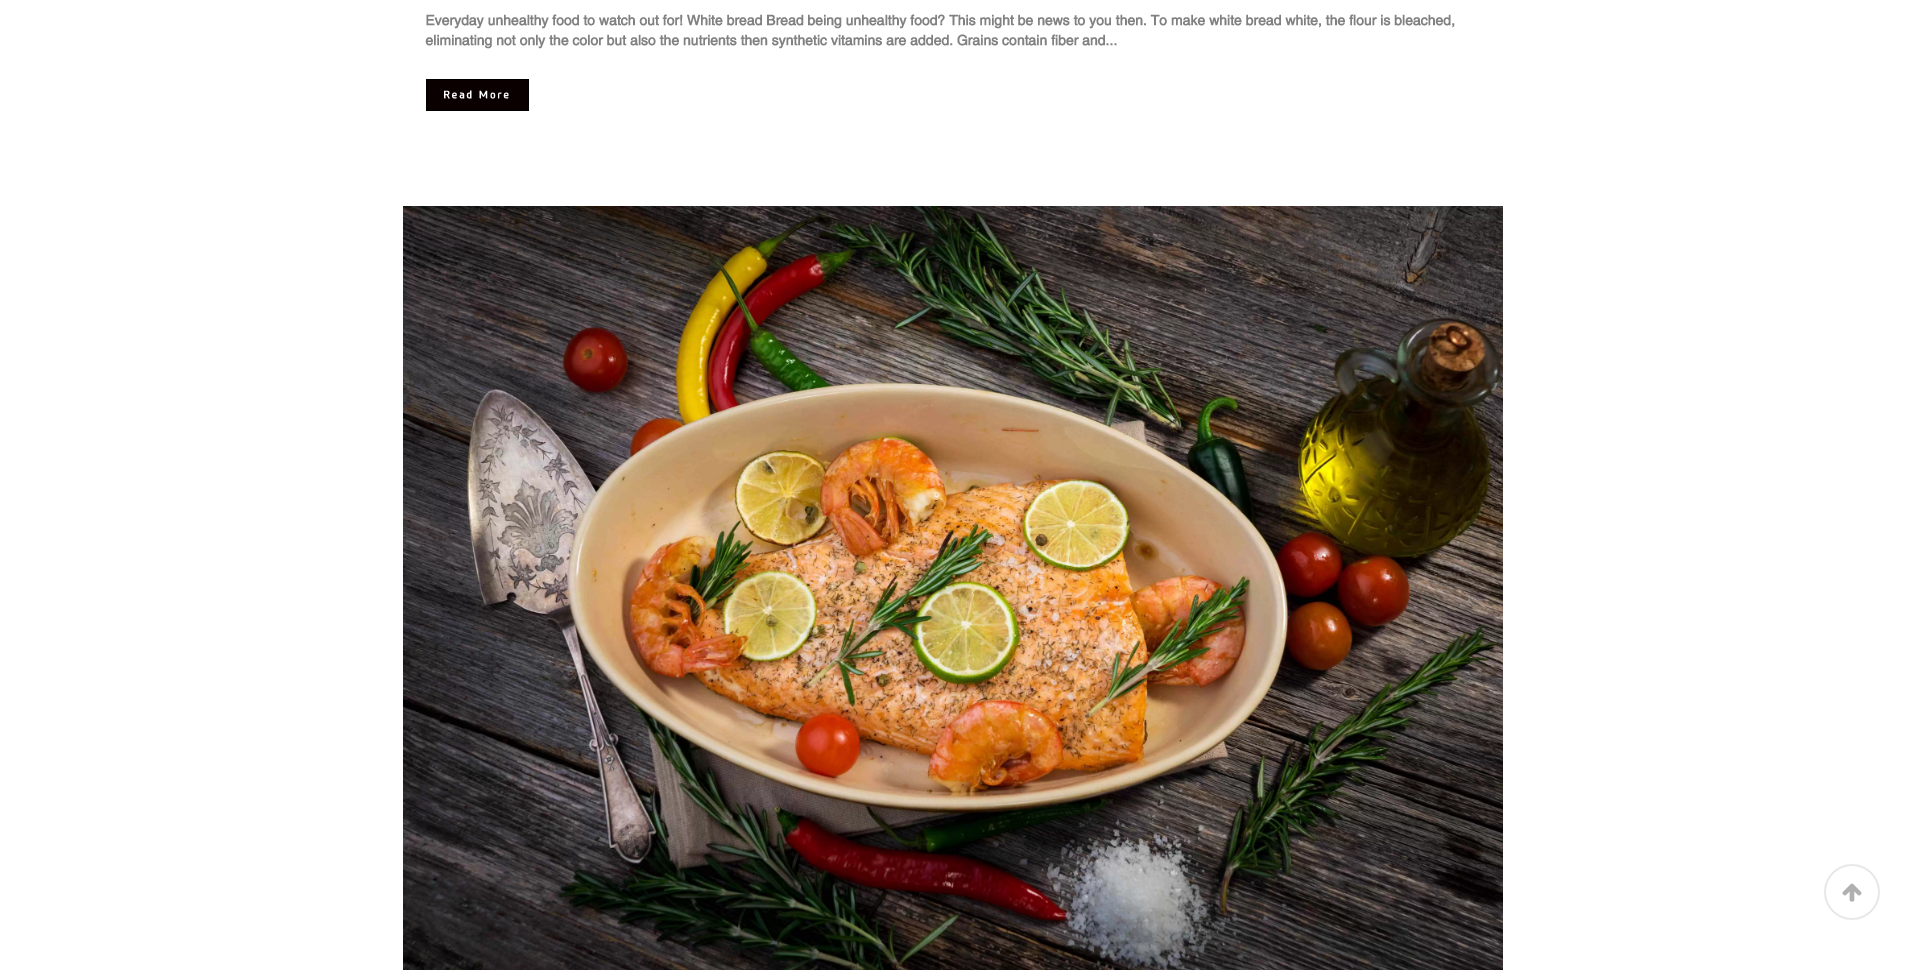 Everyday unhealthy food to watch out for! White bread Bread being unhealthy food? This might be news to you then. To make white bread white, the flour is bleached,
eliminating not only the color but also the nutrients then synthetic vitamins are added. Grains contain fiber and...
Read More